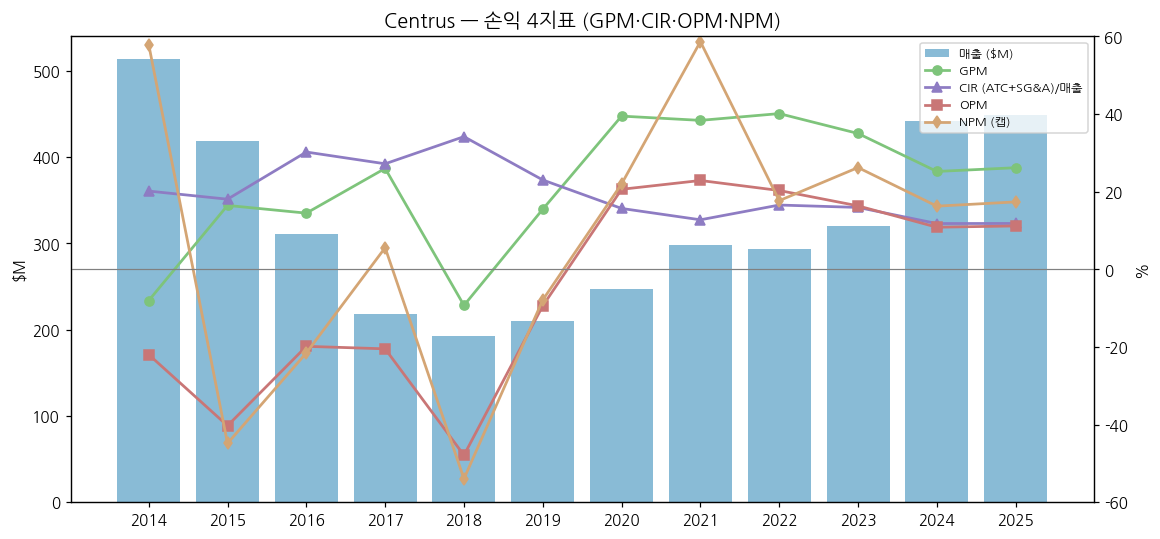 Centrus — 손익 4지표 (GPM·CIR·OPM·NPM)
매출 ($M)
GPM
CIR (ATC+SG&A)/매출
OPM
NPM (캡)
$M
500
400
300
200
100
0
%
60
40
20
0
-20
-40
-60
2014 2015 2016 2017 2018 2019 2020 2021 2022 2023 2024 2025